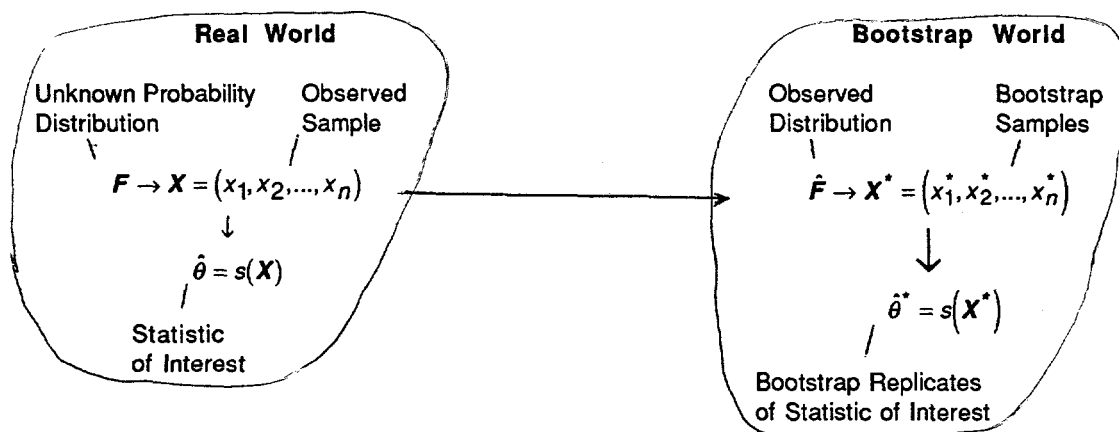 Real World
Unknown Probability Distribution
Observed Sample
F → X = (x₁, x₂,..., xₙ)
↓
θ̂ = s(X)
Statistic
of Interest
Bootstrap World
Observed Distribution
Bootstrap Samples
F̂ → X* = (x₁*, x₂*,..., xₙ*)
↓
θ̂* = s(X*)
Bootstrap Replicates
of Statistic of Interest